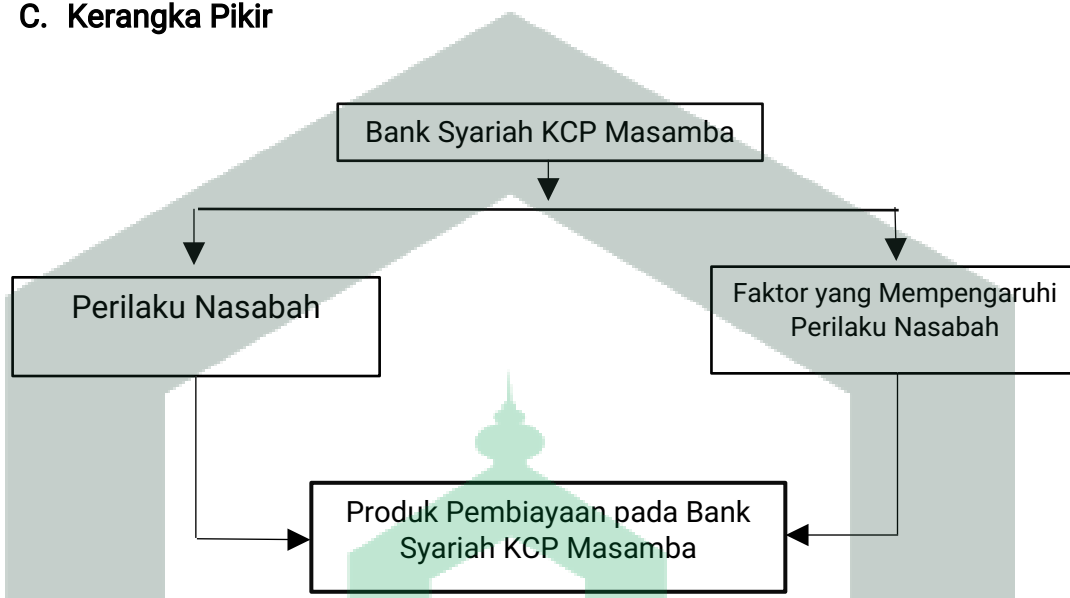 C. Kerangka Pikir
Bank Syariah KCP Masamba
Perilaku Nasabah
Faktor yang Mempengaruhi
Perilaku Nasabah
Produk Pembiayaan pada Bank
Syariah KCP Masamba